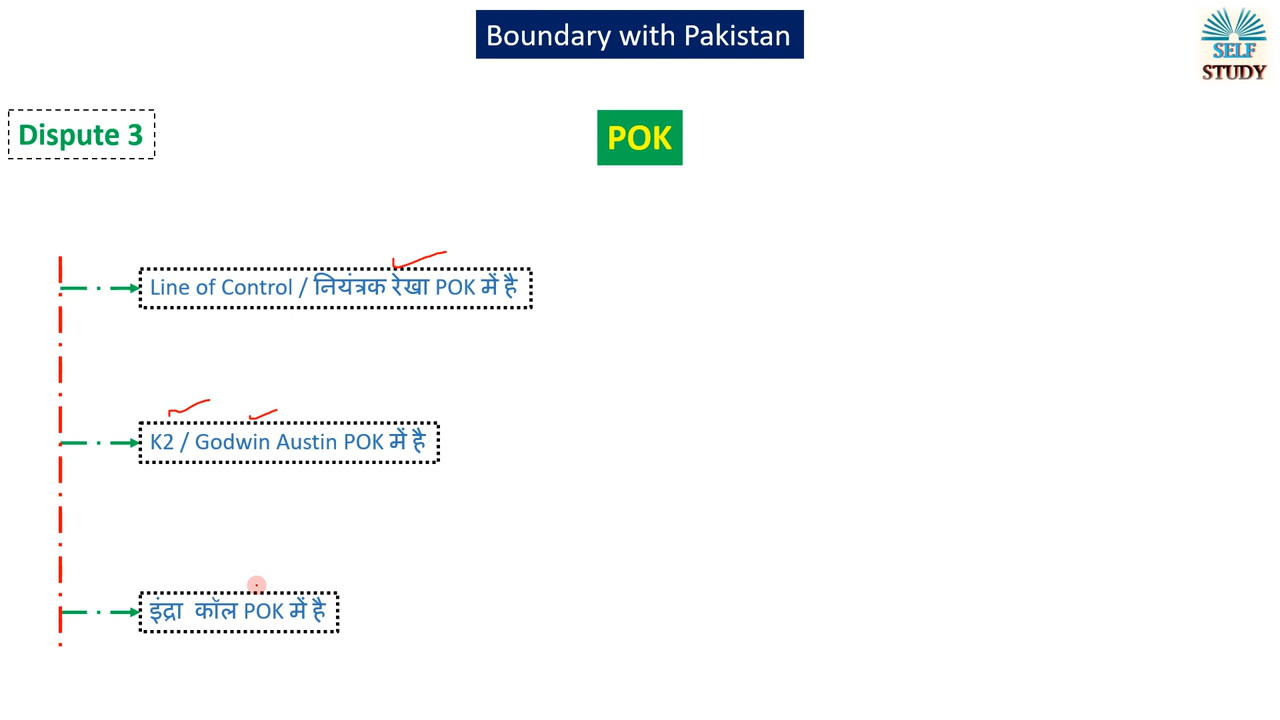 Boundary with Pakistan
SELF
STUDY
Dispute 3
POK
Line of Control / नियंत्रक रेखा POK में है
K2 / Godwin Austin POK में है
इंद्रा कॉल POK में है